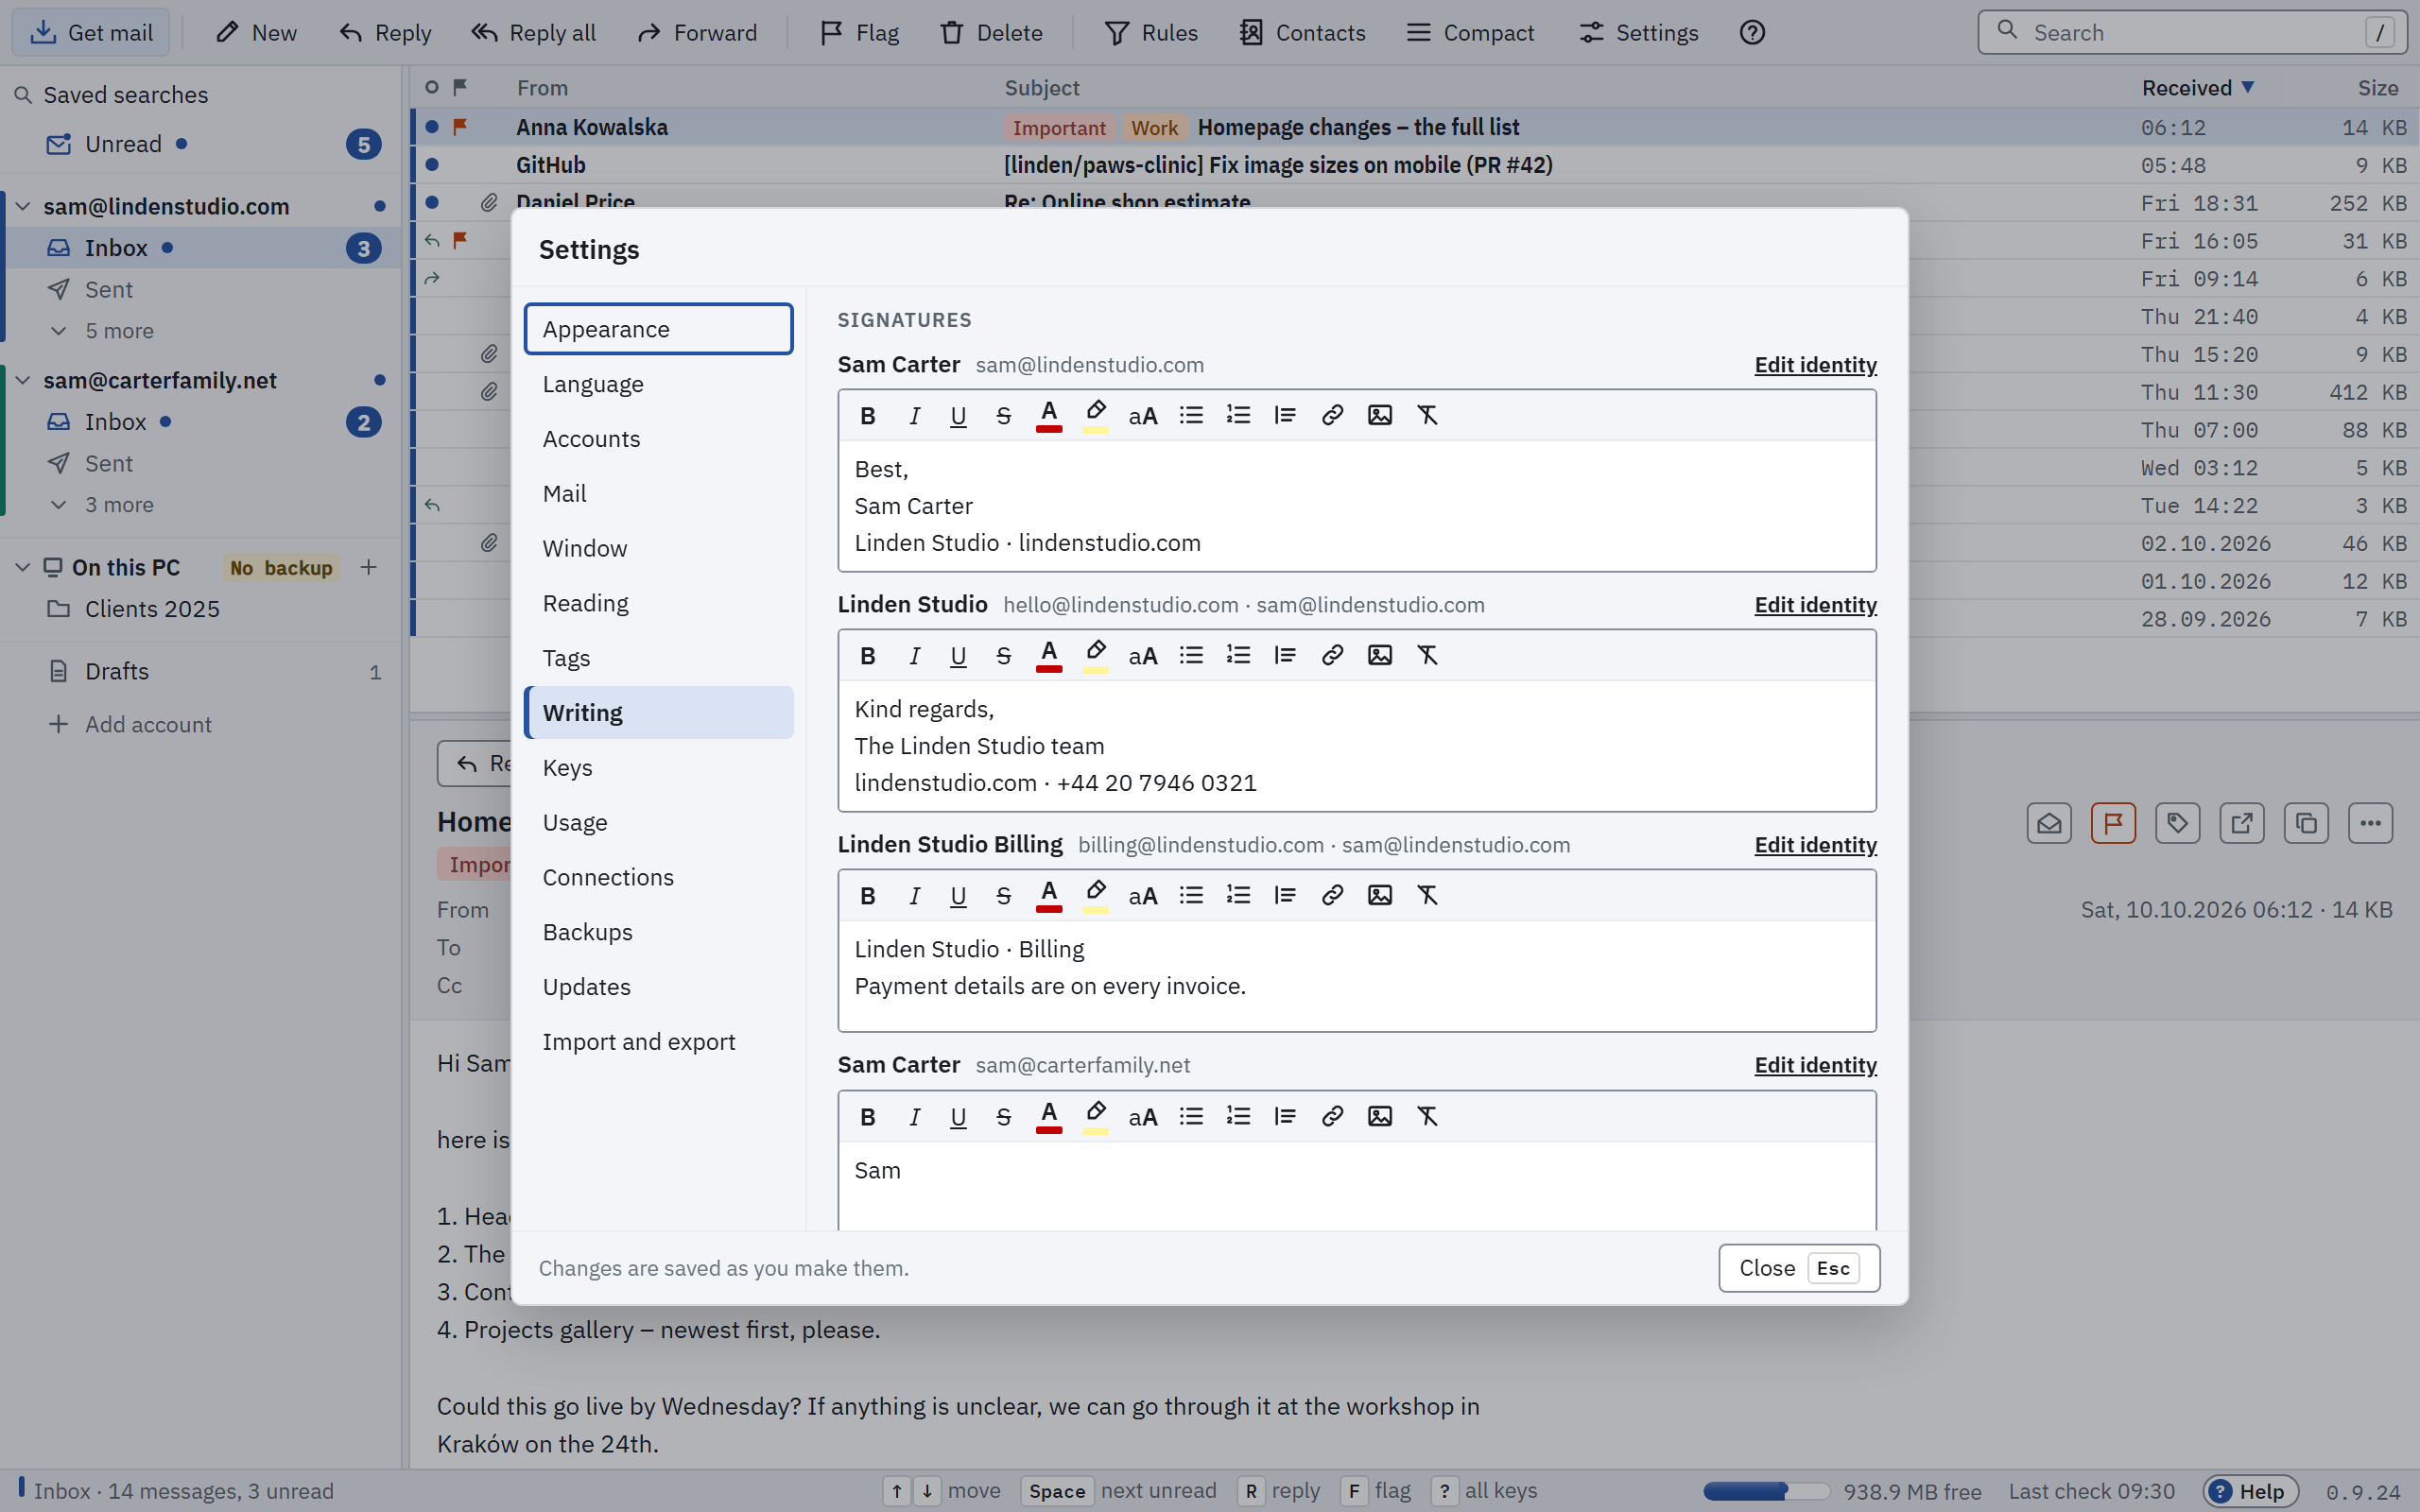 Get mail New Reply Reply all Forward Flag Delete Rules Contacts Compact Settings Search /
Saved searches
Unread 5
sam@lindenstudio.com
Inbox 3
Sent
5 more
sam@carterfamily.net
Inbox 2
Sent
3 more
On this PC No backup
Clients 2025
Drafts 1
Add account
From Subject Received Size
Anna Kowalska Important Work Homepage changes – the full list 06:12 14 KB
GitHub [linden/paws-clinic] Fix image sizes on mobile (PR #42) 05:48 9 KB
Daniel Price Re: Online shop estimate Fri 18:31 252 KB
Fri 16:05 31 KB
Fri 09:14 6 KB
Thu 21:40 4 KB
Thu 15:20 9 KB
Thu 11:30 412 KB
Thu 07:00 88 KB
Wed 03:12 5 KB
Tue 14:22 3 KB
02.10.2026 46 KB
01.10.2026 12 KB
28.09.2026 7 KB
Settings
Appearance
Language
Accounts
Mail
Window
Reading
Tags
Writing
Keys
Usage
Connections
Backups
Updates
Import and export
SIGNATURES
Sam Carter sam@lindenstudio.com Edit identity
B I U S A aA
Best,
Sam Carter
Linden Studio · lindenstudio.com
Linden Studio hello@lindenstudio.com · sam@lindenstudio.com Edit identity
B I U S A aA
Kind regards,
The Linden Studio team
lindenstudio.com · +44 20 7946 0321
Linden Studio Billing billing@lindenstudio.com · sam@lindenstudio.com Edit identity
B I U S A aA
Linden Studio · Billing
Payment details are on every invoice.
Sam Carter sam@carterfamily.net Edit identity
B I U S A aA
Sam
Changes are saved as you make them.
Close Esc
From
Sat, 10.10.2026 06:12 · 14 KB
To
Cc
Hi Sam
here is
1.
2. The
3.
4. Projects gallery – newest first, please.
Could this go live by Wednesday? If anything is unclear, we can go through it at the workshop in
Kraków on the 24th.
Inbox · 14 messages, 3 unread ↑ ↓ move Space next unread R reply F flag ? all keys 938.9 MB free Last check 09:30 ? Help 0.9.24